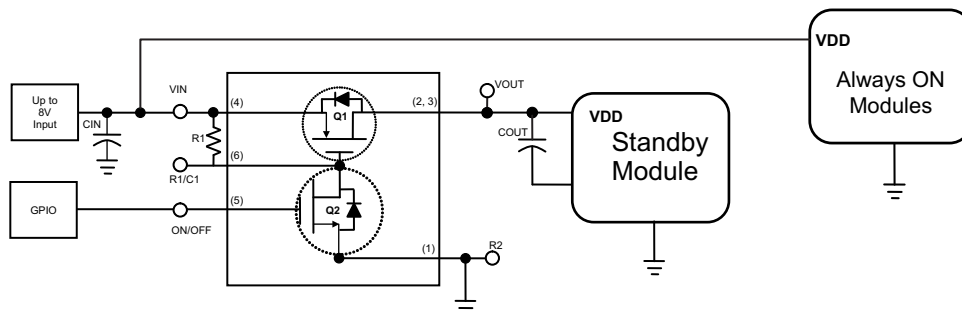 VDD
Always ON
Modules
Up to
8V
Input
CIN
VIN
R1
(4)
Q1
(2, 3)
VOUT
COUT
VDD
Standby
Module
(6)
R1/C1
GPIO
(5)
ON/OFF
Q2
(1)
R2